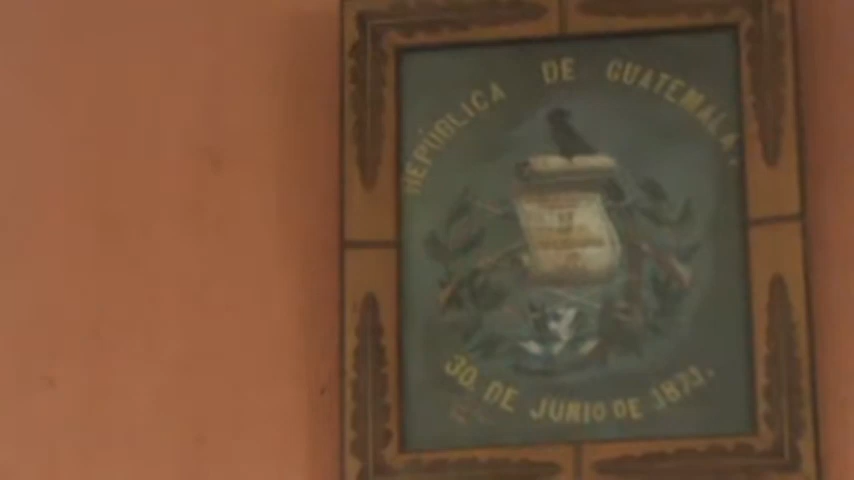 REPÚBLICA DE GUATEMALA.
30. DE JUNIO DE 1871.